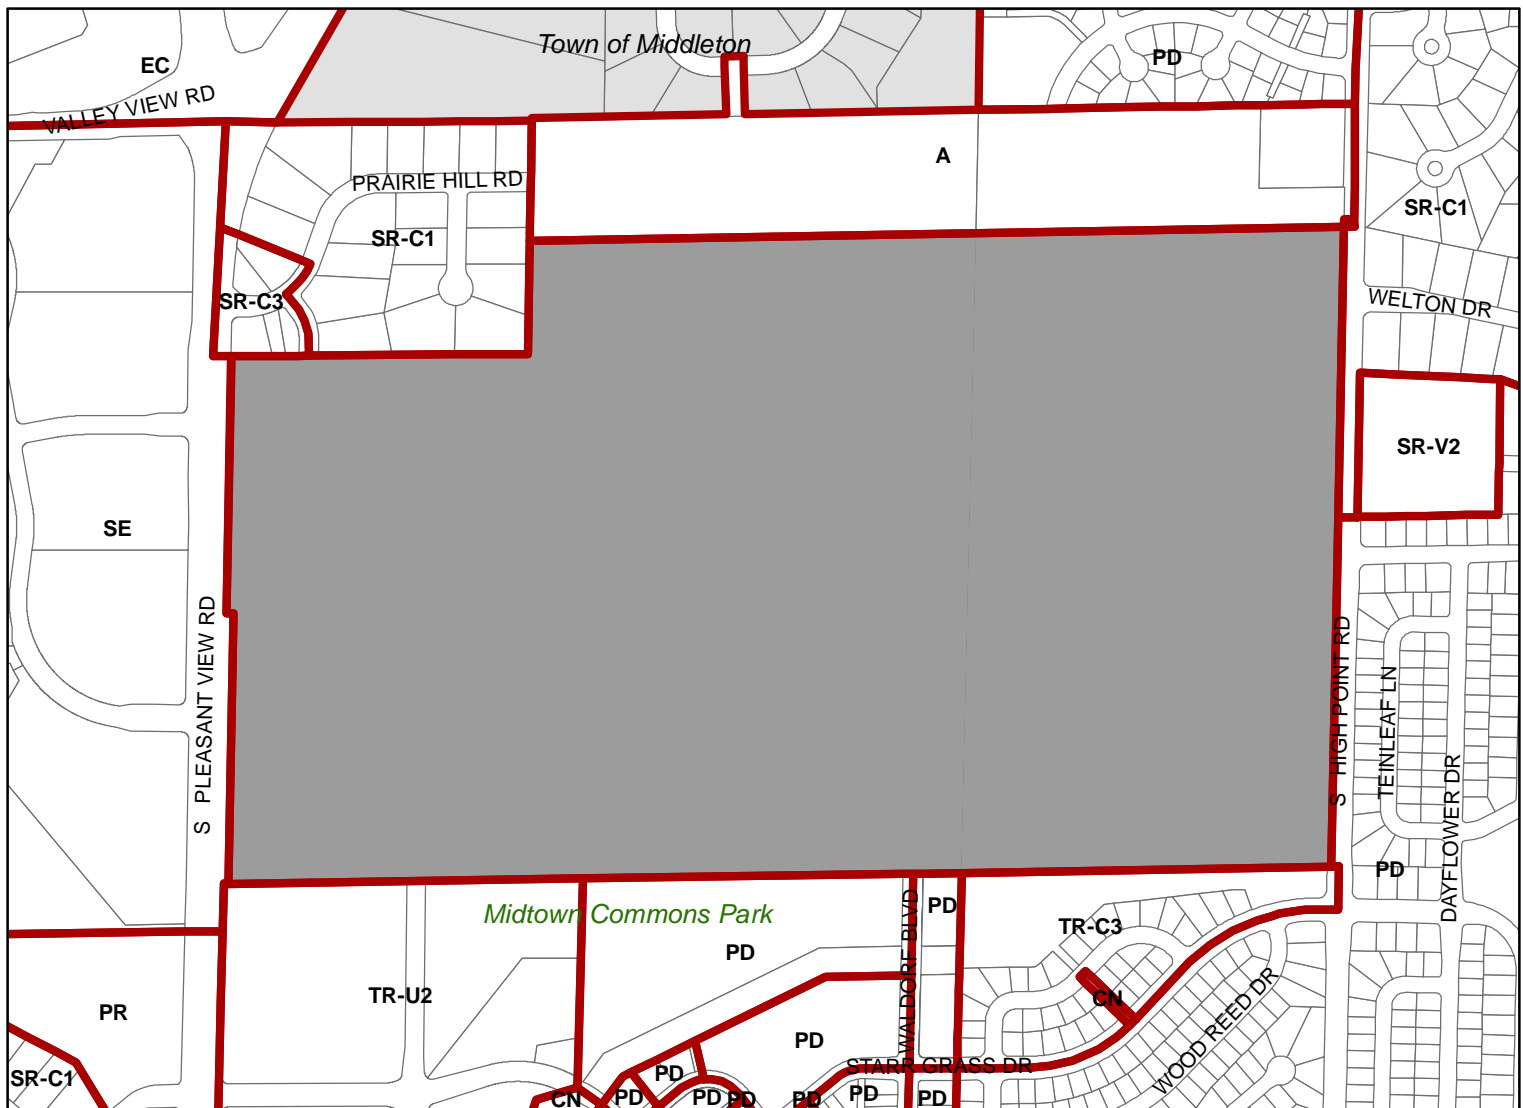 Town of Middleton
EC
PD
VALLEY VIEW RD
A
PRAIRIE HILL RD
SR-C1
SR-C1
SR-C3
WELTON DR
SR-V2
SE
S PLEASANT VIEW RD
S HIGH POINT RD
TEINLEAF LN
DAYFLOWER DR
PD
Midtown Commons Park
PD
WALDORF BLVD
TR-C3
PD
TR-U2
CN
PR
WOOD REED DR
PD
STARR GRASS DR
SR-C1
PD
CN
PD
PD
PD
PD
PD
PD